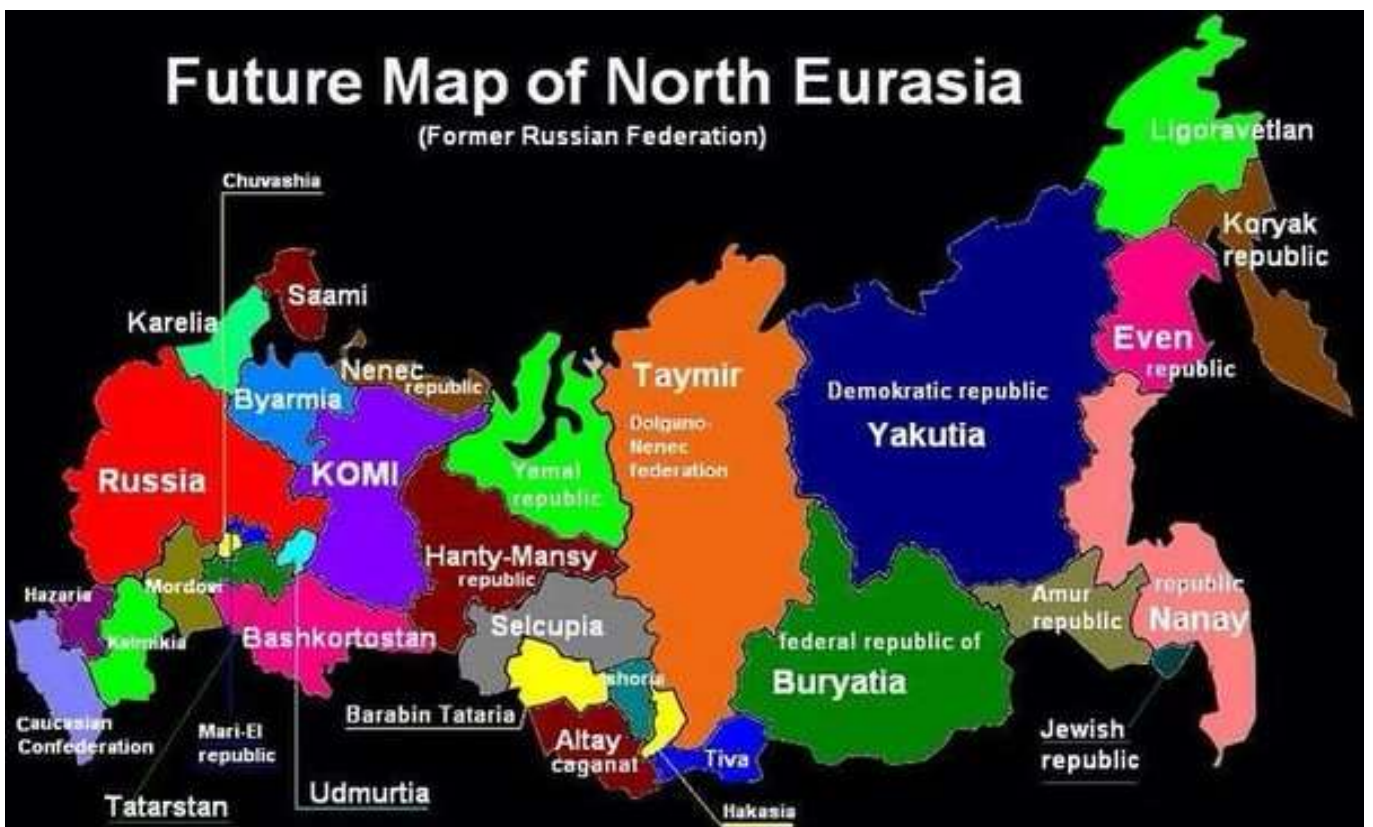 Future Map of North Eurasia
(Former Russian Federation)
Chuvashia
Ligoravetlan
Koryak
republic
Saami
Karelia
Even
republic
Nenec
republic
Byarmia
Taymir
Dolgano-
Nenec
federation
Demokratic republic
Yakutia
Russia
KOMI
Yamal
republic
Hanty-Mansy
republic
Hazaria
Mordovi
Kalmikia
Bashkortostan
Selcupia
shoria
Amur
republic
republic
Nanay
federal republic of
Buryatia
Caucasian
Confederation
Mari-El
republic
Barabin Tataria
Altay
caganat
Tiva
Jewish
republic
Tatarstan
Udmurtia
Hakasia